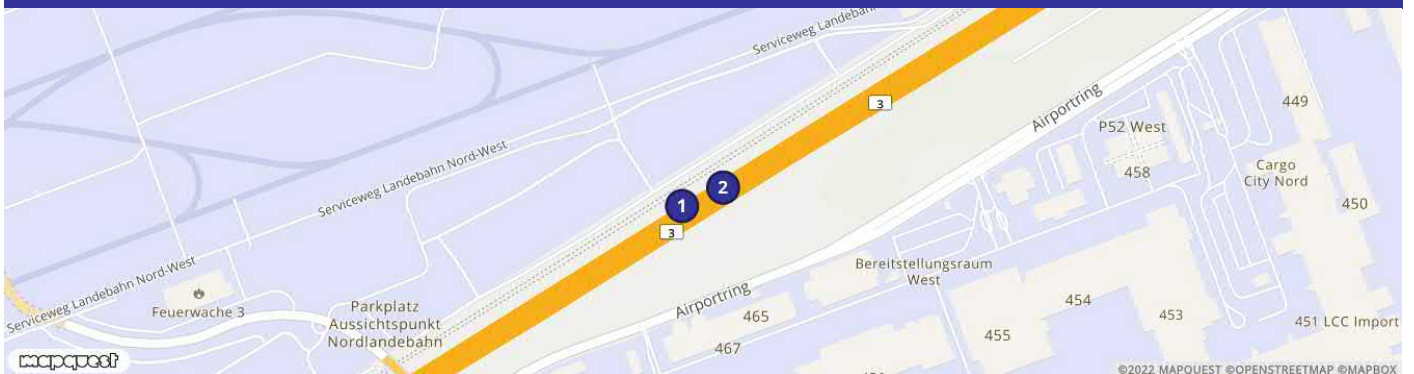 Serviceweg Landebahn
3
Airportring
449
P52 West
458
Cargo
City Nord
Serviceweg Landebahn Nord-West
2
1
450
3
Bereitstellungsraum
West
Serviceweg Landebahn Nord-West
Feuerwache 3
Airportring
454
Parkplatz
Aussichtspunkt
Nordlandebahn
465
453
451 LCC Import
455
467
mapquest
©2022 MAPQUEST ©OPENSTREETMAP ©MAPBOX